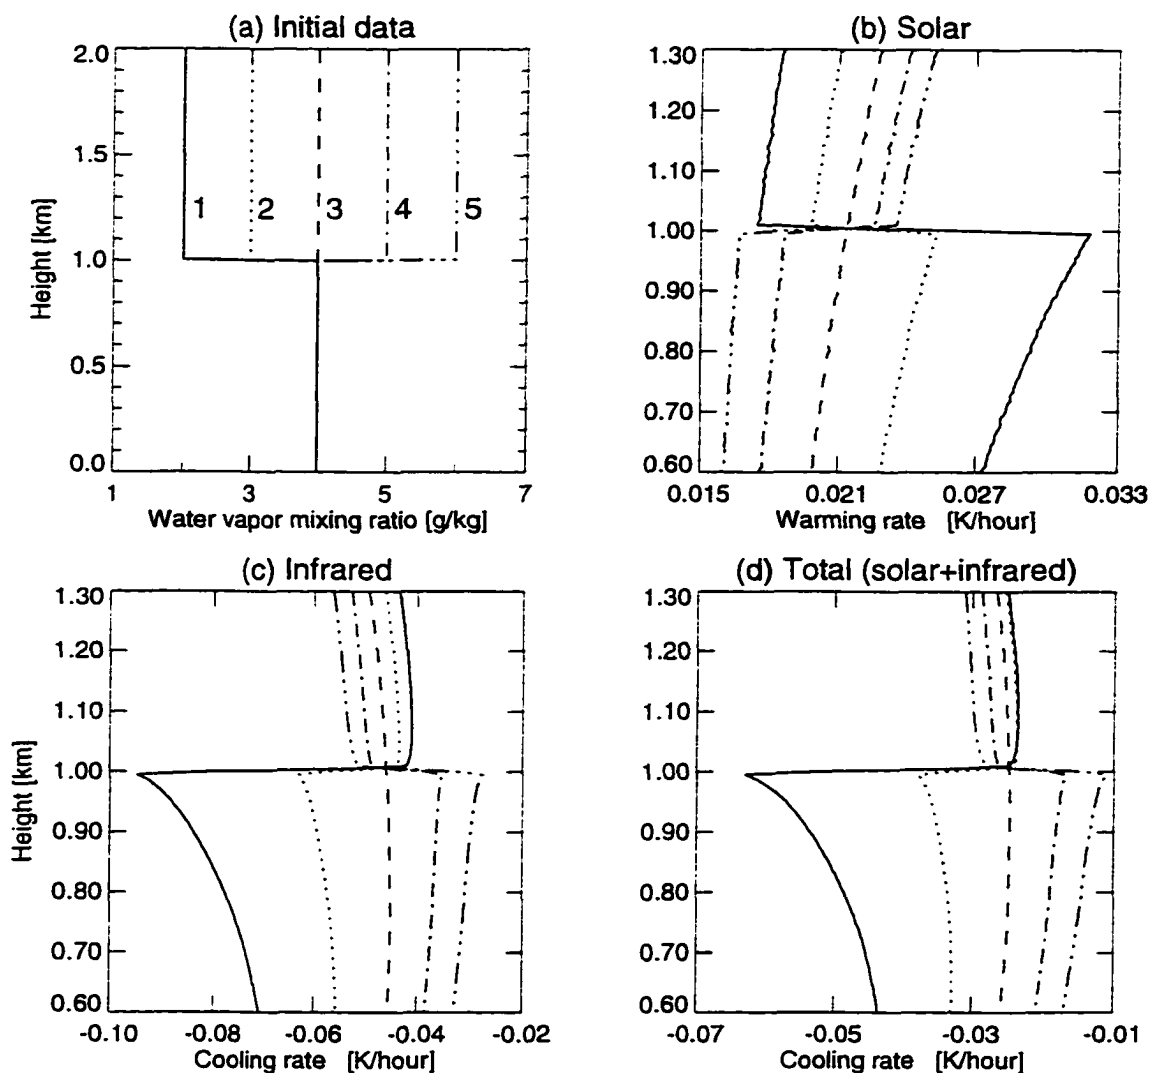 (a) Initial data
(b) Solar
2.0
1.5
1.0
0.5
0.0
Height [km]
1 2 3 4 5
1 3 5 7
Water vapor mixing ratio [g/kg]
1.30
1.20
1.10
1.00
0.90
0.80
0.70
0.60
0.015 0.021 0.027 0.033
Warming rate [K/hour]
(c) Infrared
(d) Total (solar+infrared)
1.30
1.20
1.10
1.00
0.90
0.80
0.70
0.60
Height [km]
-0.10 -0.08 -0.06 -0.04 -0.02
Cooling rate [K/hour]
1.30
1.20
1.10
1.00
0.90
0.80
0.70
0.60
-0.07 -0.05 -0.03 -0.01
Cooling rate [K/hour]